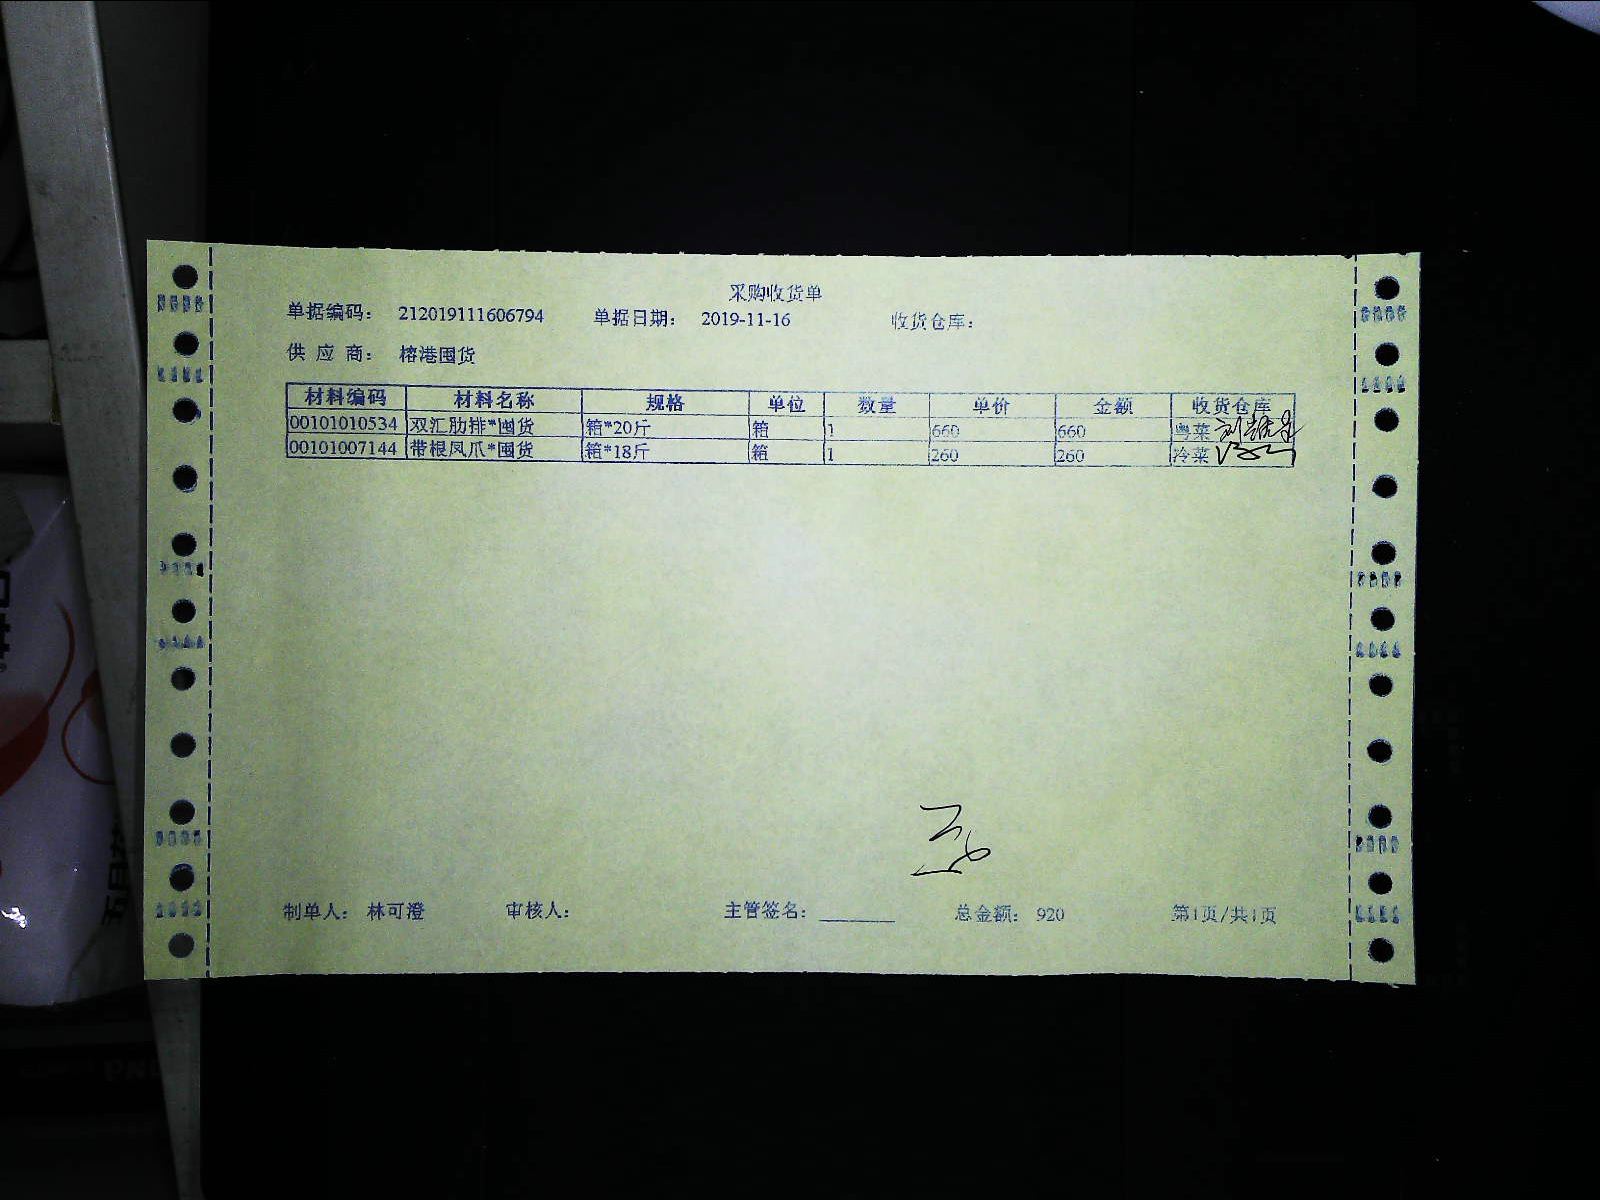 采购收货单
单据编码： 212019111606794 单据日期： 2019-11-16 收货仓库：
供 应 商： 榕港囤货
材料编码 材料名称 规格 单位 数量 单价 金额 收货仓库
00101010534 双汇肋排*囤货 箱*20斤 箱 1 660 660 粤菜
00101007144 带根凤爪*囤货 箱*18斤 箱 1 260 260 冷菜
制单人： 林可澄 审核人： 主管签名： ________ 总金额： 920 第1页/共1页